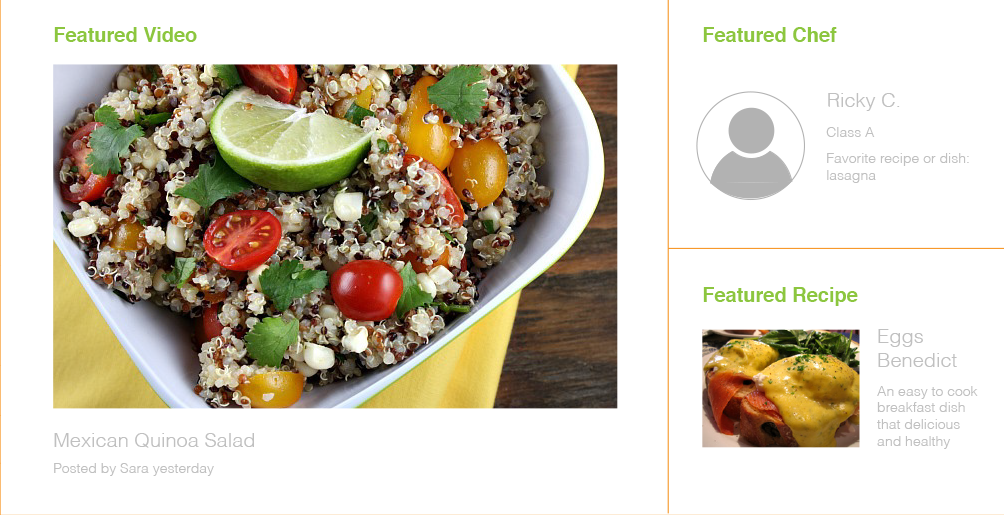 Featured Video
Mexican Quinoa Salad
Posted by Sara yesterday
Featured Chef
Ricky C.
Class A
Favorite recipe or dish:
lasagna
Featured Recipe
Eggs
Benedict
An easy to cook
breakfast dish
that delicious
and healthy